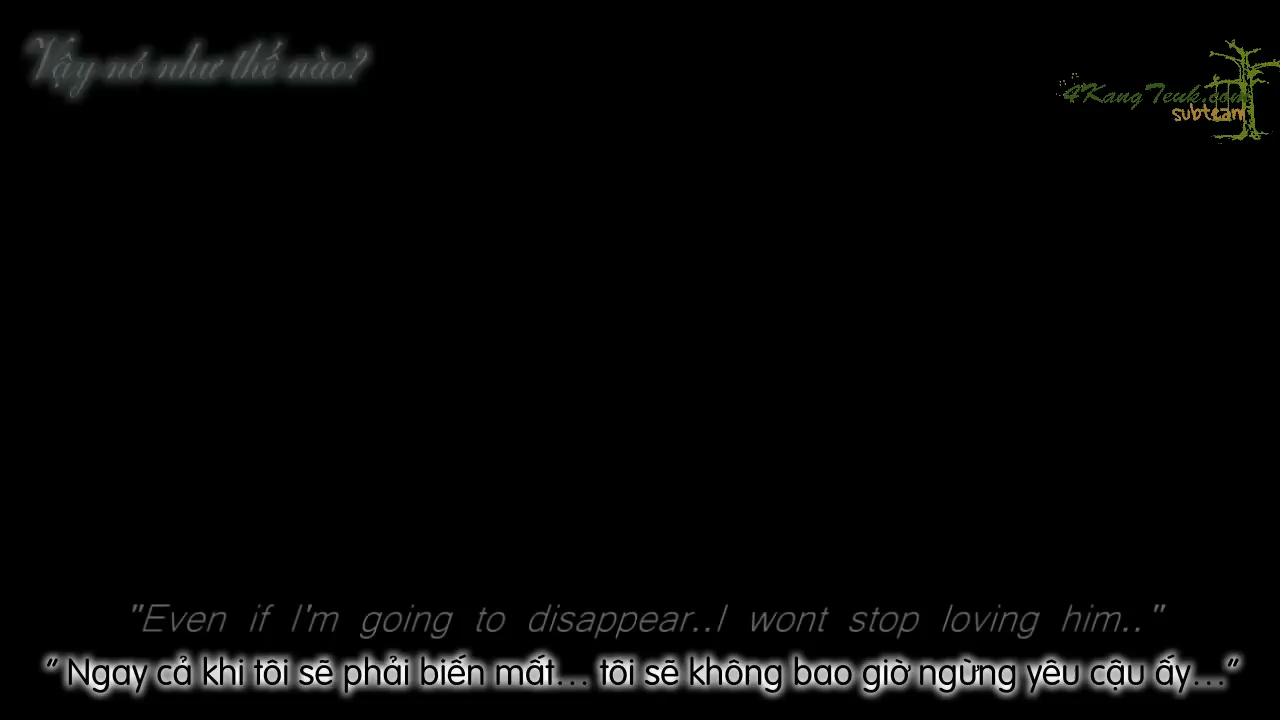 Vậy nó như thế nào?
4KangTeuk.com
subteam
"Even if I'm going to disappear..I wont stop loving him.."
“ Ngay cả khi tôi sẽ phải biến mất... tôi sẽ không bao giờ ngừng yêu cậu ấy...”